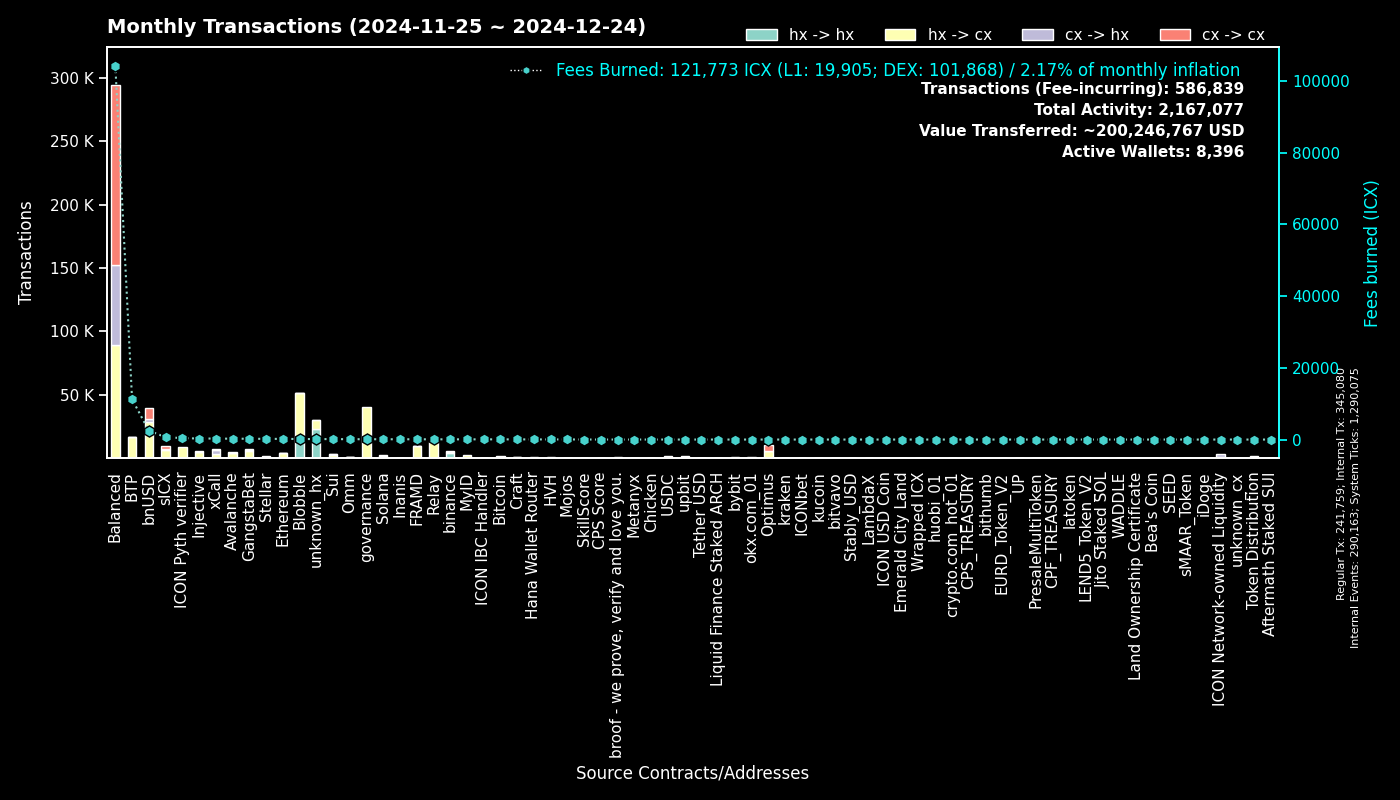 Monthly Transactions (2024-11-25 ~ 2024-12-24)
hx -> hx
hx -> cx
cx -> hx
cx -> cx
Fees Burned: 121,773 ICX (L1: 19,905; DEX: 101,868) / 2.17% of monthly inflation
Transactions (Fee-incurring): 586,839
Total Activity: 2,167,077
Value Transferred: ~200,246,767 USD
Active Wallets: 8,396
Transactions
300 K
250 K
200 K
150 K
100 K
50 K
100000
80000
60000
40000
20000
0
Fees burned (ICX)
Regular Tx: 241,759; Internal Tx: 345,080
Internal Events: 290,163; System Ticks: 1,290,075
Balanced
BTP
bnUSD
sICX
ICON Pyth verifier
Injective
xCall
Avalanche
GangstaBet
Stellar
Ethereum
Blobble
unknown_hx
Sui
Omm
governance
Solana
Inanis
FRAMD
Relay
binance
MyID
ICON IBC Handler
Bitcoin
Craft
Hana Wallet Router
HVH
Mojos
SkillScore
CPS Score
broof - we prove, verify and love you.
Metanyx
Chicken
USDC
upbit
Tether USD
Liquid Finance Staked ARCH
bybit
okx.com_01
Optimus
kraken
ICONbet
kucoin
bitvavo
Stably_USD
LambdaX
ICON USD Coin
Emerald City Land
Wrapped ICX
huobi_01
crypto.com_hot_01
CPS_TREASURY
bithumb
EURD_Token_V2
UP
PresaleMultiToken
CPF_TREASURY
latoken
LEND5_Token_V2
Jito Staked SOL
WADDLE
Land Ownership Certificate
Bea's Coin
SEED
sMAAR_Token
iDoge
ICON Network-owned Liquidity
unknown_cx
Token Distribution
Aftermath Staked SUI
Source Contracts/Addresses